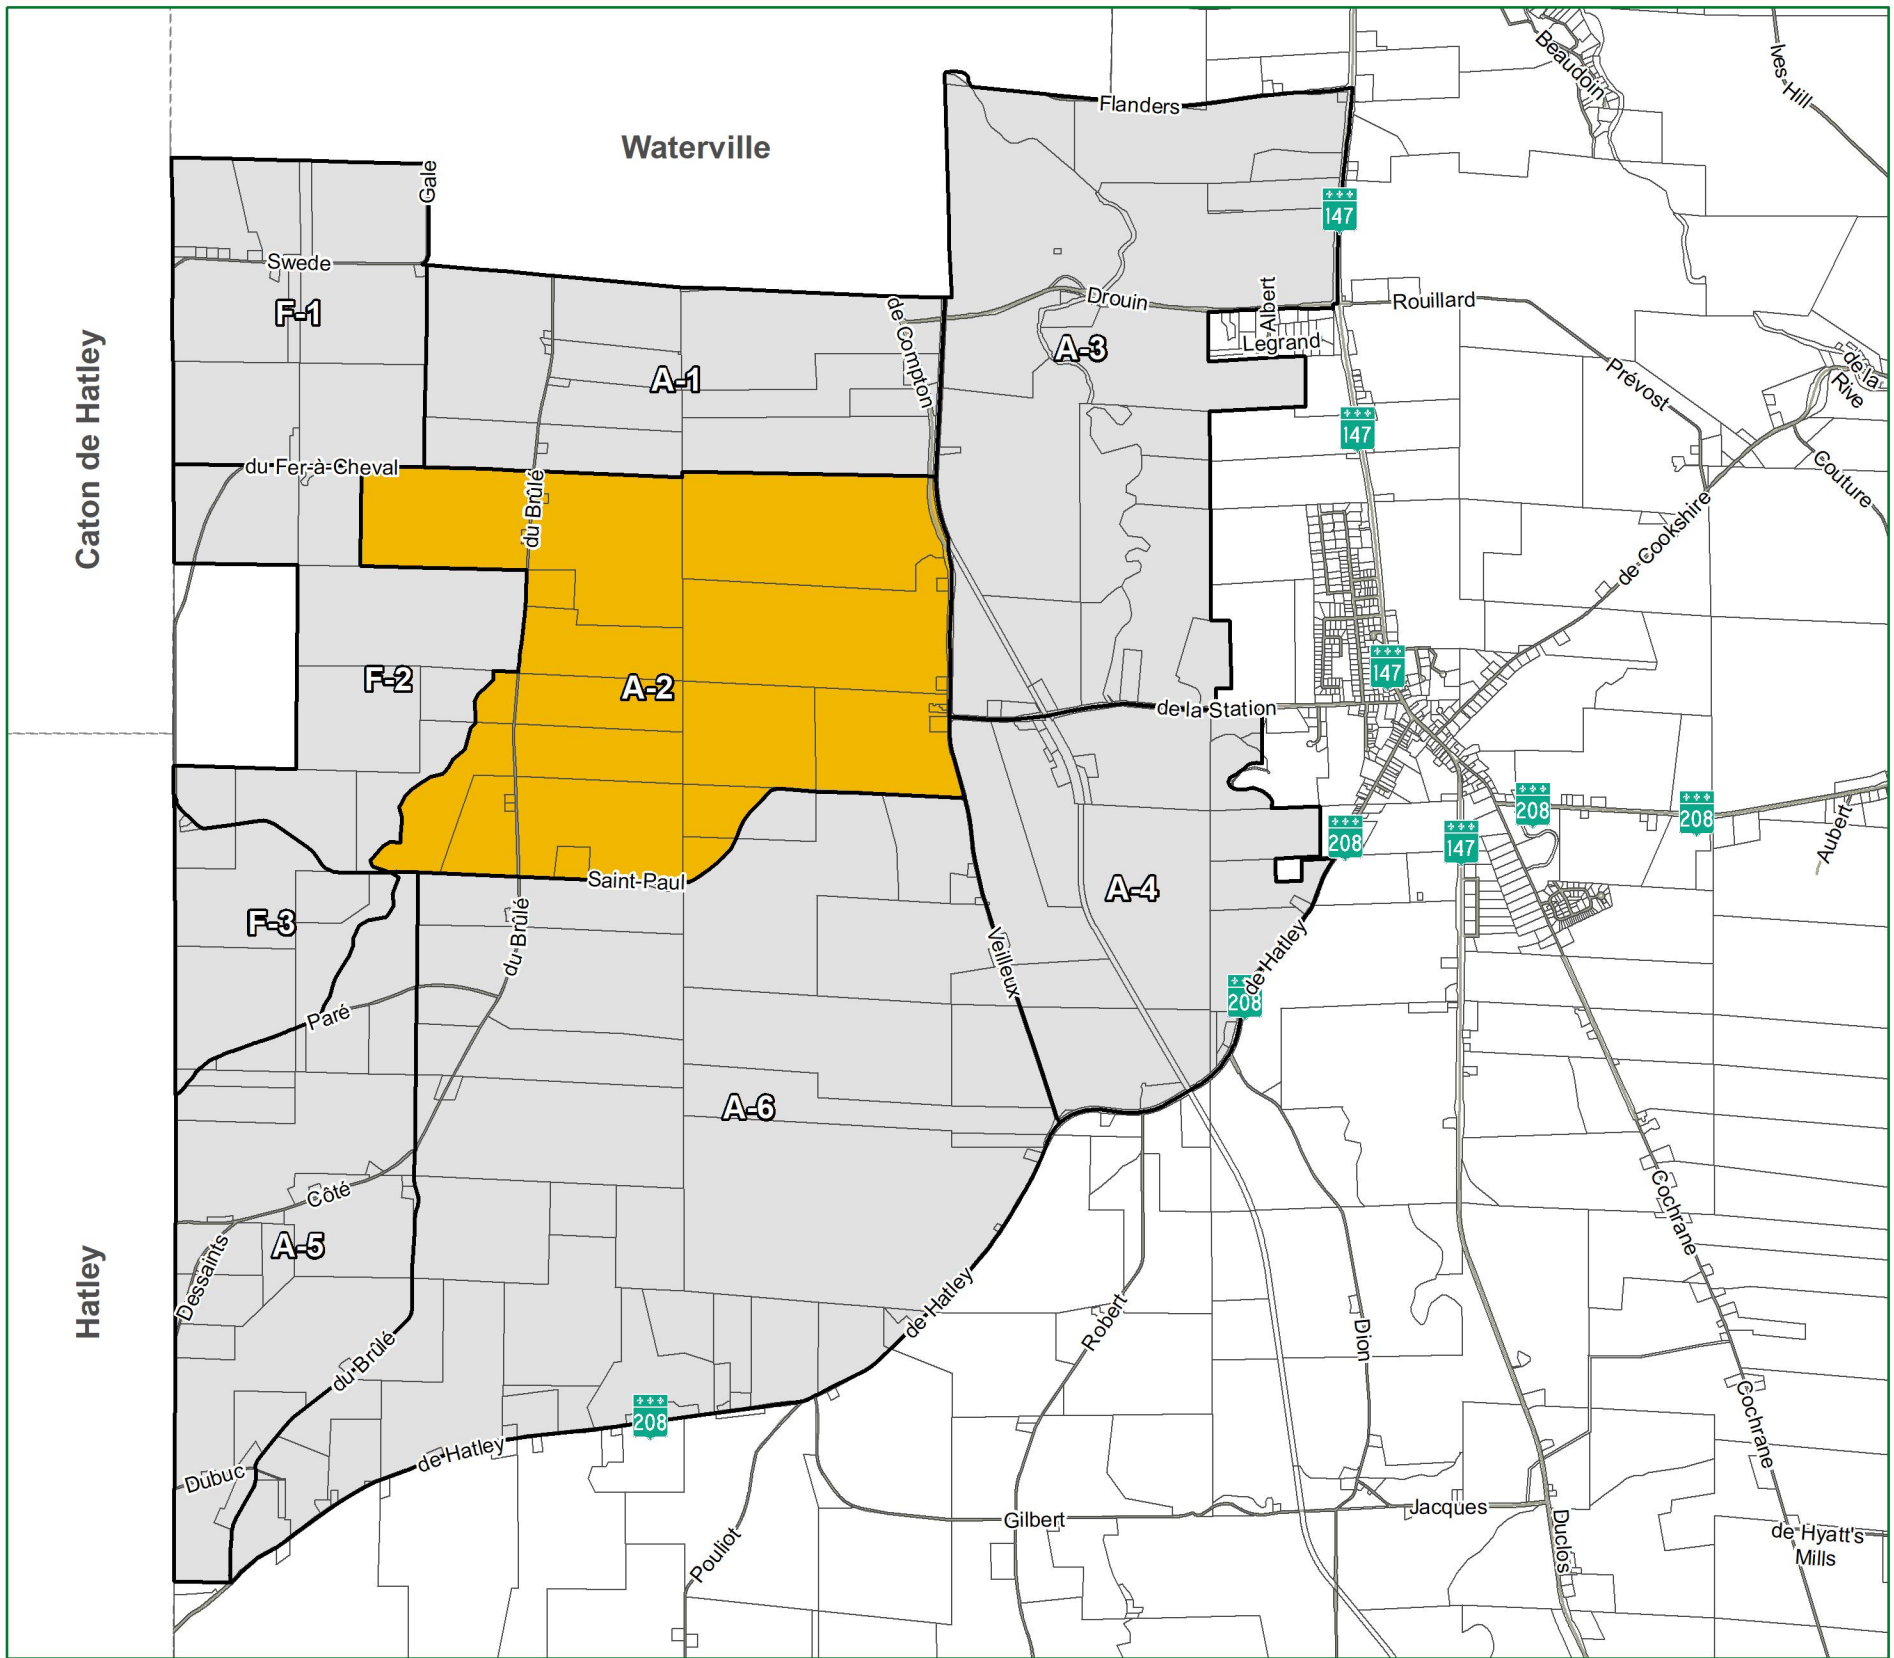 Beaudoin
Ives-Hill
Flanders
Waterville
Gale
147
Swede
F-1
de Compton
Drouin
Albert
Rouillard
Legrand
A-3
A-1
Prévost
de la
Rive
Caton de Hatley
147
du Fer-à-Cheval
du Brûlé
Couture
de Cookshire
F-2
A-2
147
de la Station
208
208
208
147
Aubert
Saint-Paul
A-4
F-3
du Brûlé
Veilleux
de Hatley
208
Paré
A-6
Côté
A-5
Dessaints
Hatley
Cochrane
de Hatley
Robert
Dion
du Brûlé
208
Cochrane
de Hatley
Dubuc
Gilbert
Jacques
Pouliot
Duclos
de Hyatt's
Mills